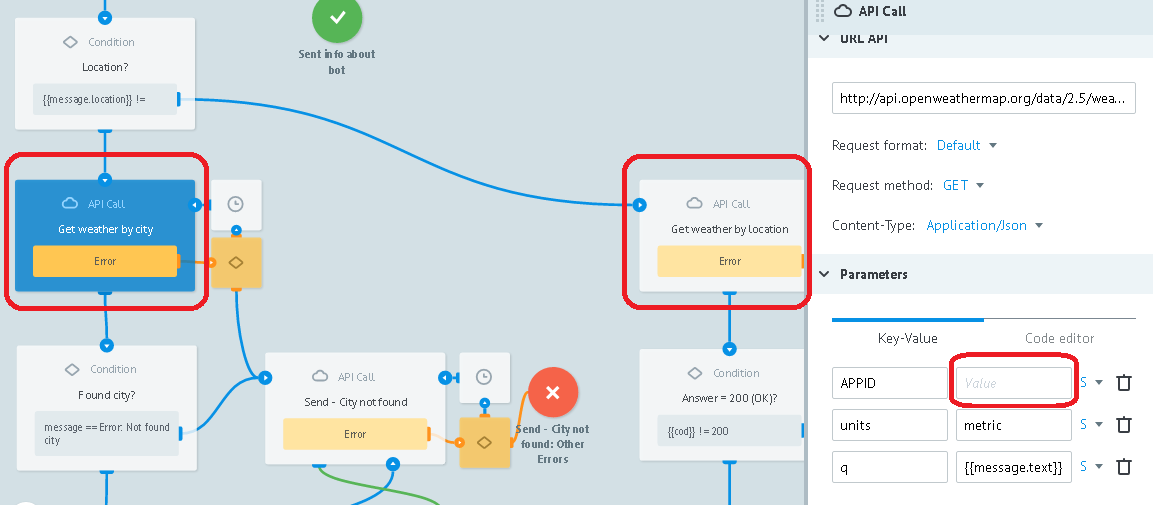 Condition
Location?
{{message.location}} !=
Sent info about
bot
API Call
Get weather by city
Error
API Call
Get weather by location
Error
Condition
Found city?
message == Error: Not found
city
API Call
Send - City not found
Error
Send - City not
found: Other
Errors
Condition
Answer = 200 (OK)?
{{cod}} != 200
API Call
URL API
http://api.openweathermap.org/data/2.5/wea...
Request format: Default
Request method: GET
Content-Type: Application/Json
Parameters
Key-Value
Code editor
APPID
Value
S
units
metric
S
q
{{message.text}}
S